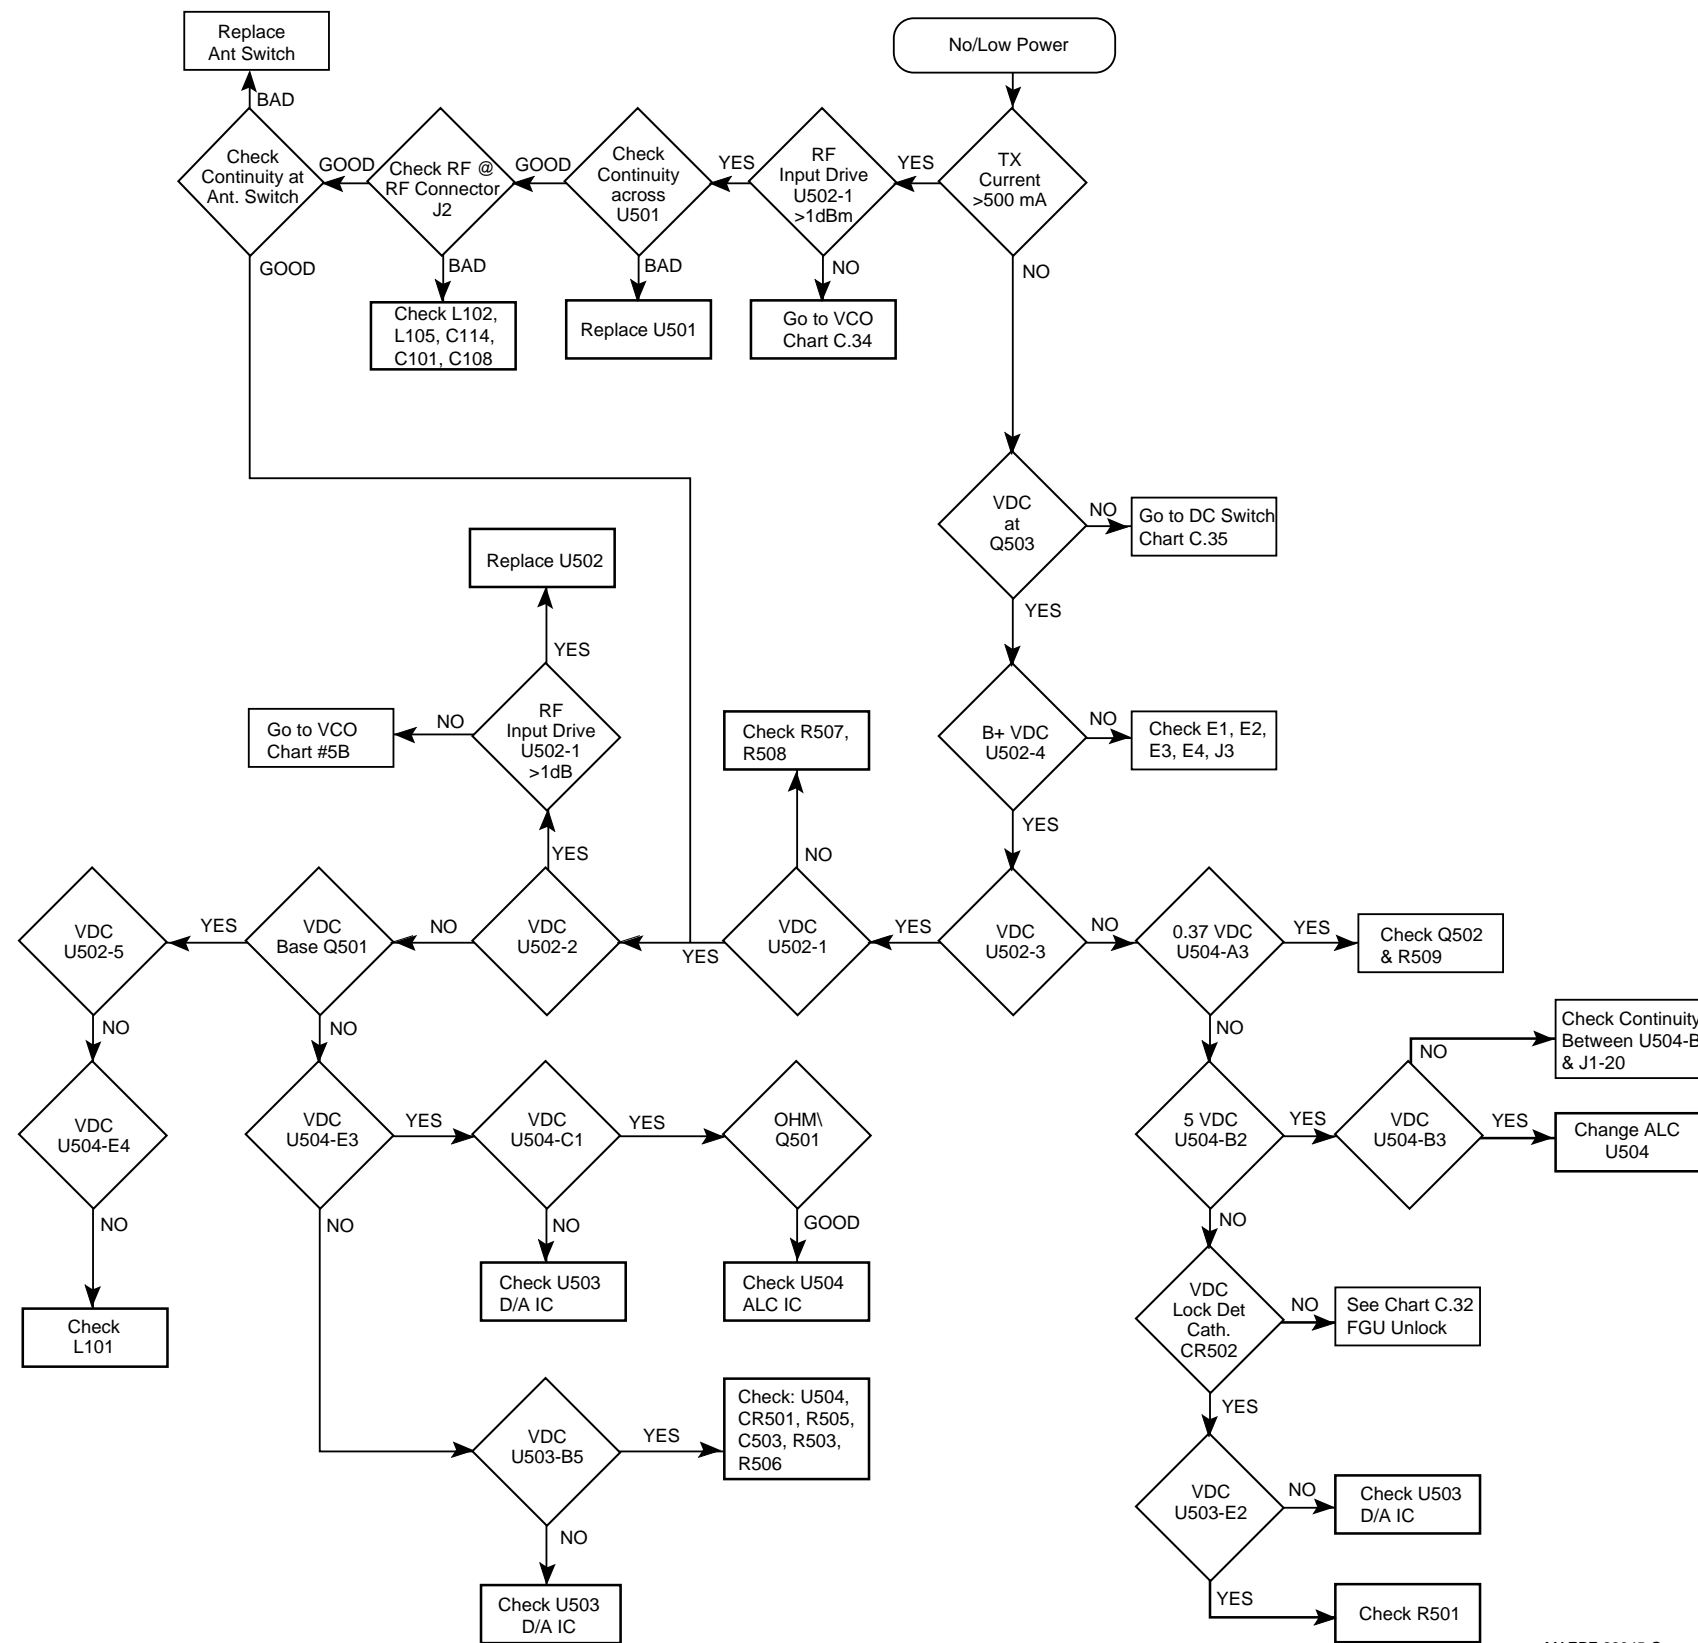 Replace
Ant Switch
No/Low Power
BAD
Check
Continuity at
Ant. Switch
GOOD
Check RF @
RF Connector
J2
GOOD
Check
Continuity
across
U501
YES
RF
Input Drive
U502-1
>1dBm
YES
TX
Current
>500 mA
GOOD
BAD
BAD
NO
NO
Check L102,
L105, C114,
C101, C108
Replace U501
Go to VCO
Chart C.34
VDC
at
Q503
NO
Go to DC Switch
Chart C.35
Replace U502
YES
YES
Go to VCO
Chart #5B
NO
RF
Input Drive
U502-1
>1dB
Check R507,
R508
B+ VDC
U502-4
NO
Check E1, E2,
E3, E4, J3
YES
NO
YES
VDC
U502-5
YES
VDC
Base Q501
NO
VDC
U502-2
YES
VDC
U502-1
YES
VDC
U502-3
NO
0.37 VDC
U504-A3
YES
Check Q502
& R509
NO
NO
NO
NO
Check Continuity
Between U504-B
& J1-20
VDC
U504-E4
VDC
U504-E3
YES
VDC
U504-C1
YES
OHM\
Q501
5 VDC
U504-B2
YES
VDC
U504-B3
YES
Change ALC
U504
NO
NO
NO
GOOD
NO
Check
L101
Check U503
D/A IC
Check U504
ALC IC
VDC
Lock Det
Cath.
CR502
NO
See Chart C.32
FGU Unlock
YES
VDC
U503-B5
YES
Check: U504,
CR501, R505,
C503, R503,
R506
VDC
U503-E2
NO
Check U503
D/A IC
NO
YES
Check U503
D/A IC
Check R501